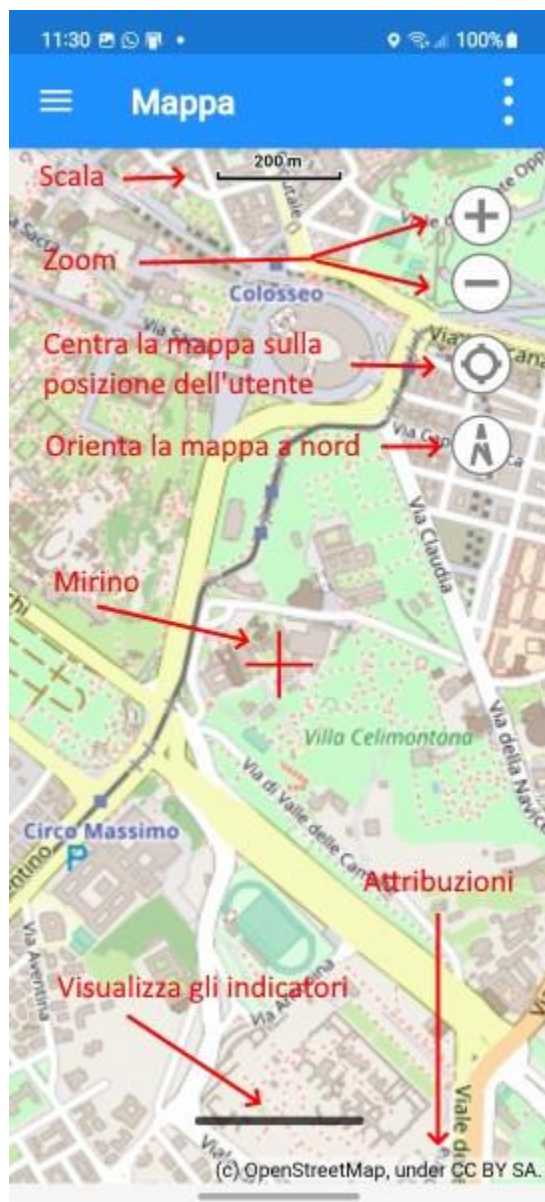 11:30
100%
Mappa
200 m
Scala
Zoom
Colosseo
Centra la mappa sulla
posizione dell'utente
Orienta la mappa a nord
Via Claudia
Mirino
Villa Celimontana
Via della Navice
Via di Valle delle Cam
Circo Massimo
P
Attribuzioni
Via Aventina
Visualizza gli indicatori
Viale di
(c) OpenStreetMap, under CC BY SA.